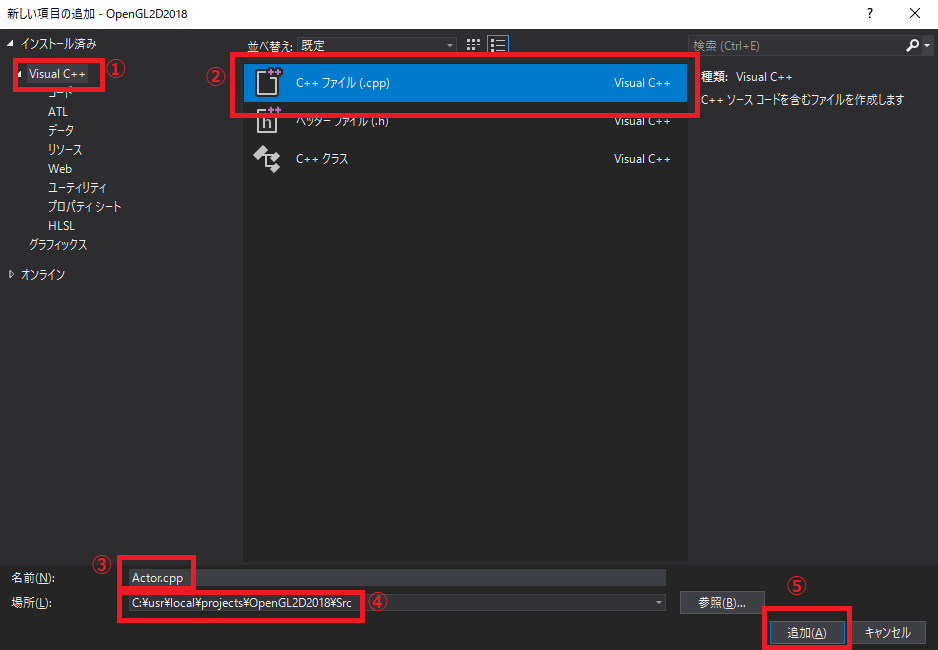 新しい項目の追加 - OpenGL2D2018
?
インストール済み
Visual C++
①
コード
ATL
データ
リソース
Web
ユーティリティ
プロパティ シート
HLSL
グラフィックス
オンライン
並べ替え: 既定
②
C++ ファイル (.cpp) Visual C++
ヘッダー ファイル (.h) Visual C++
C++ クラス Visual C++
検索 (Ctrl+E)
種類: Visual C++
C++ ソース コードを含むファイルを作成します
③
名前(N): Actor.cpp
場所(L): C:¥usr¥local¥projects¥OpenGL2D2018¥Src
④
参照(B)...
⑤
追加(A)
キャンセル